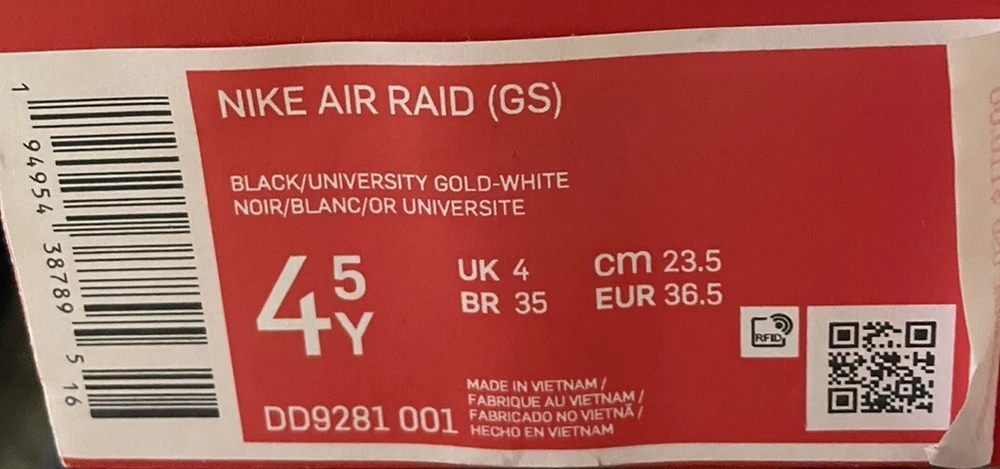 NIKE AIR RAID (GS)
BLACK/UNIVERSITY GOLD-WHITE
NOIR/BLANC/OR UNIVERSITE
4 5 Y
UK 4
BR 35
cm 23.5
EUR 36.5
RFID
MADE IN VIETNAM /
FABRIQUE AU VIETNAM /
FABRICADO NO VIETNÃ /
HECHO EN VIETNAM
DD9281 001
1 94954 38789 5 16